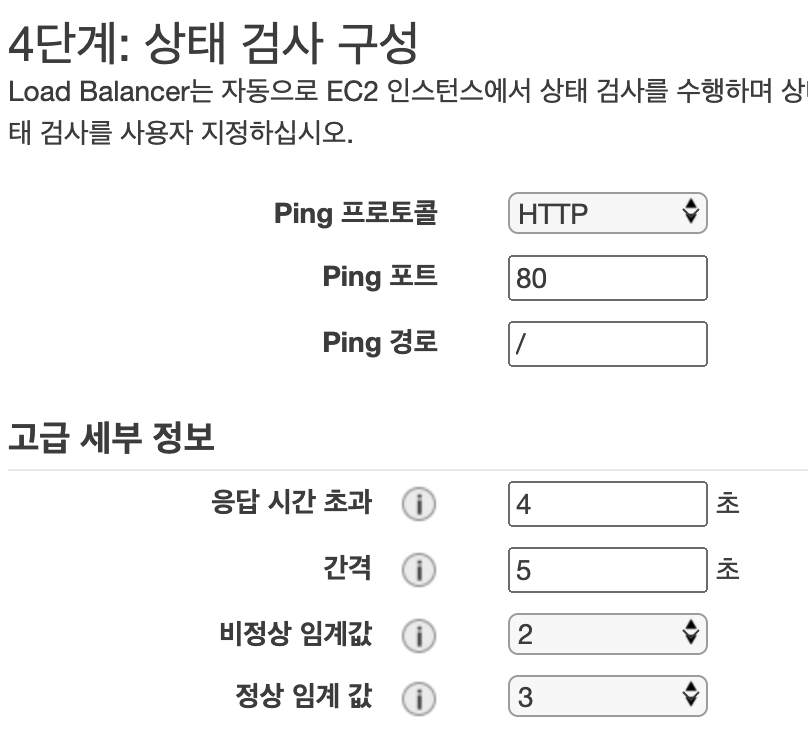 4단계: 상태 검사 구성
Load Balancer는 자동으로 EC2 인스턴스에서 상태 검사를 수행하며 상
태 검사를 사용자 지정하십시오.
Ping 프로토콜 HTTP
Ping 포트 80
Ping 경로 /
고급 세부 정보
응답 시간 초과 i 4 초
간격 i 5 초
비정상 임계값 i 2
정상 임계 값 i 3